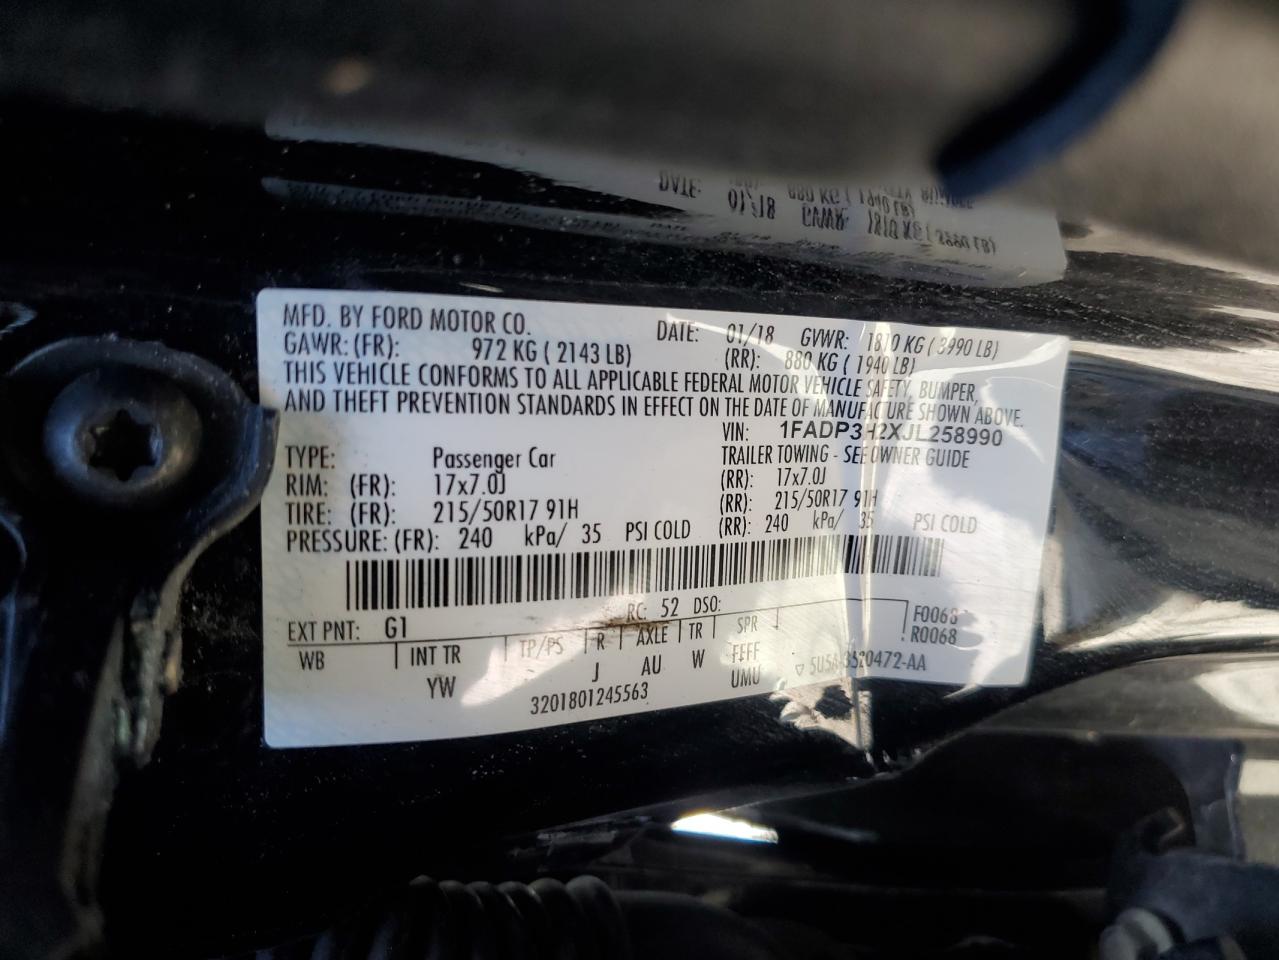 MFD. BY FORD MOTOR CO. DATE: 01/18 GVWR: 1810 KG ( 3990 LB)
GAWR: (FR): 972 KG ( 2143 LB) (RR): 880 KG ( 1940 LB)
THIS VEHICLE CONFORMS TO ALL APPLICABLE FEDERAL MOTOR VEHICLE SAFETY, BUMPER,
AND THEFT PREVENTION STANDARDS IN EFFECT ON THE DATE OF MANUFACTURE SHOWN ABOVE.
VIN: 1FADP3H2XJL258990
TYPE: Passenger Car TRAILER TOWING - SEE OWNER GUIDE
RIM: (FR): 17x7.0J (RR): 17x7.0J
TIRE: (FR): 215/50R17 91H (RR): 215/50R17 91H
PRESSURE: (FR): 240 kPa/ 35 PSI COLD (RR): 240 kPa/ 35 PSI COLD
RC: 52 DSO:
EXT PNT: G1 F0068
R0068
WB INT TR TP/PS R AXLE TR SPR
YW J AU W FFFF
UMU
3201801245563